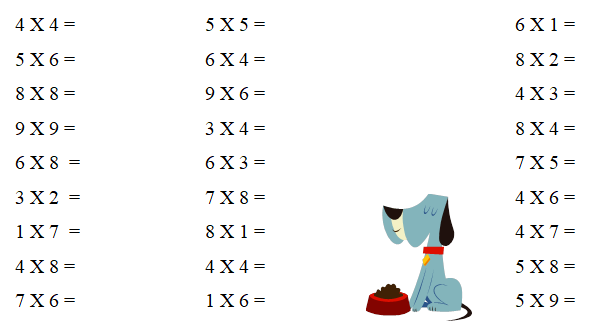 4 X 4 =
5 X 6 =
8 X 8 =
9 X 9 =
6 X 8 =
3 X 2 =
1 X 7 =
4 X 8 =
7 X 6 =
5 X 5 =
6 X 4 =
9 X 6 =
3 X 4 =
6 X 3 =
7 X 8 =
8 X 1 =
4 X 4 =
1 X 6 =
6 X 1 =
8 X 2 =
4 X 3 =
8 X 4 =
7 X 5 =
4 X 6 =
4 X 7 =
5 X 8 =
5 X 9 =